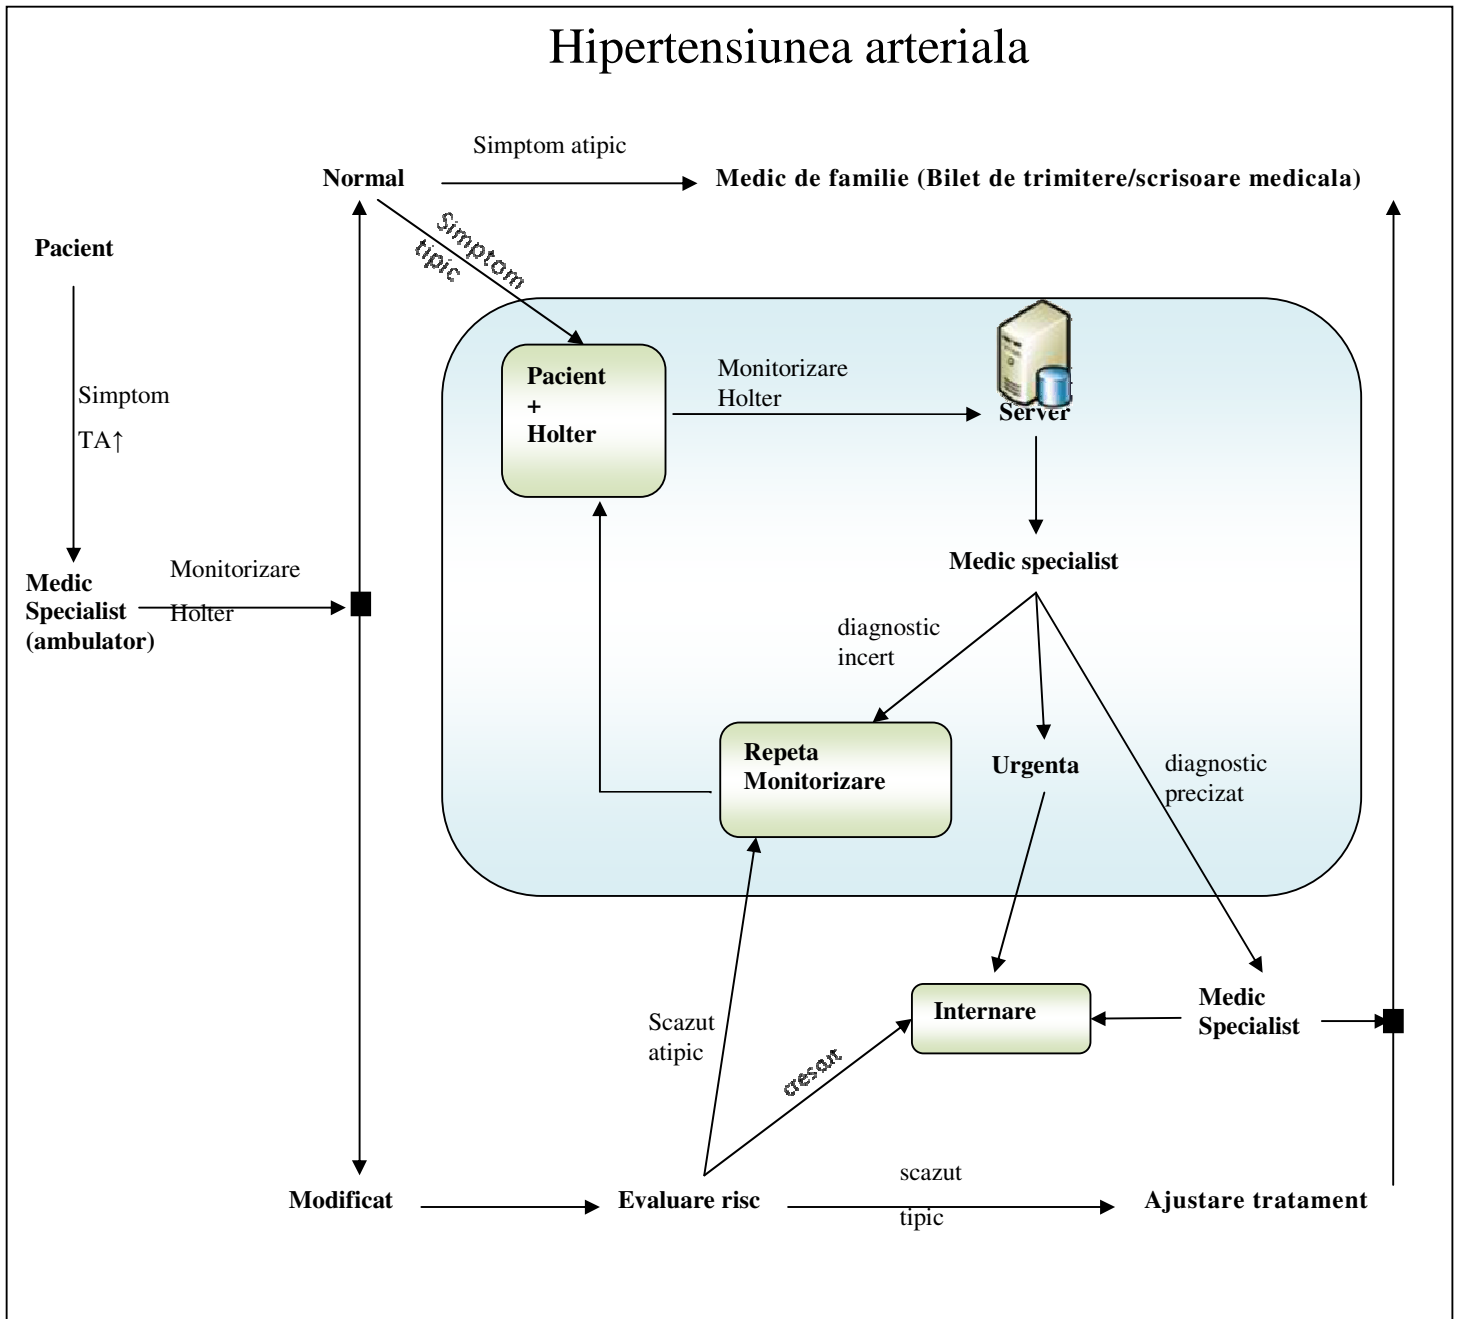 Hipertensiunea arteriala
Simptom atipic
Normal
Medic de familie (Bilet de trimitere/scrisoare medicala)
Simptom
tipic
Pacient
Simptom
TA↑
Pacient
+
Holter
Monitorizare
Holter
Server
Medic specialist
Medic
Specialist
(ambulator)
Monitorizare
Holter
diagnostic
incert
Repeta
Monitorizare
Urgenta
diagnostic
precizat
Internare
Medic
Specialist
Scazut
atipic
crescut
Modificat
Evaluare risc
scazut
tipic
Ajustare tratament